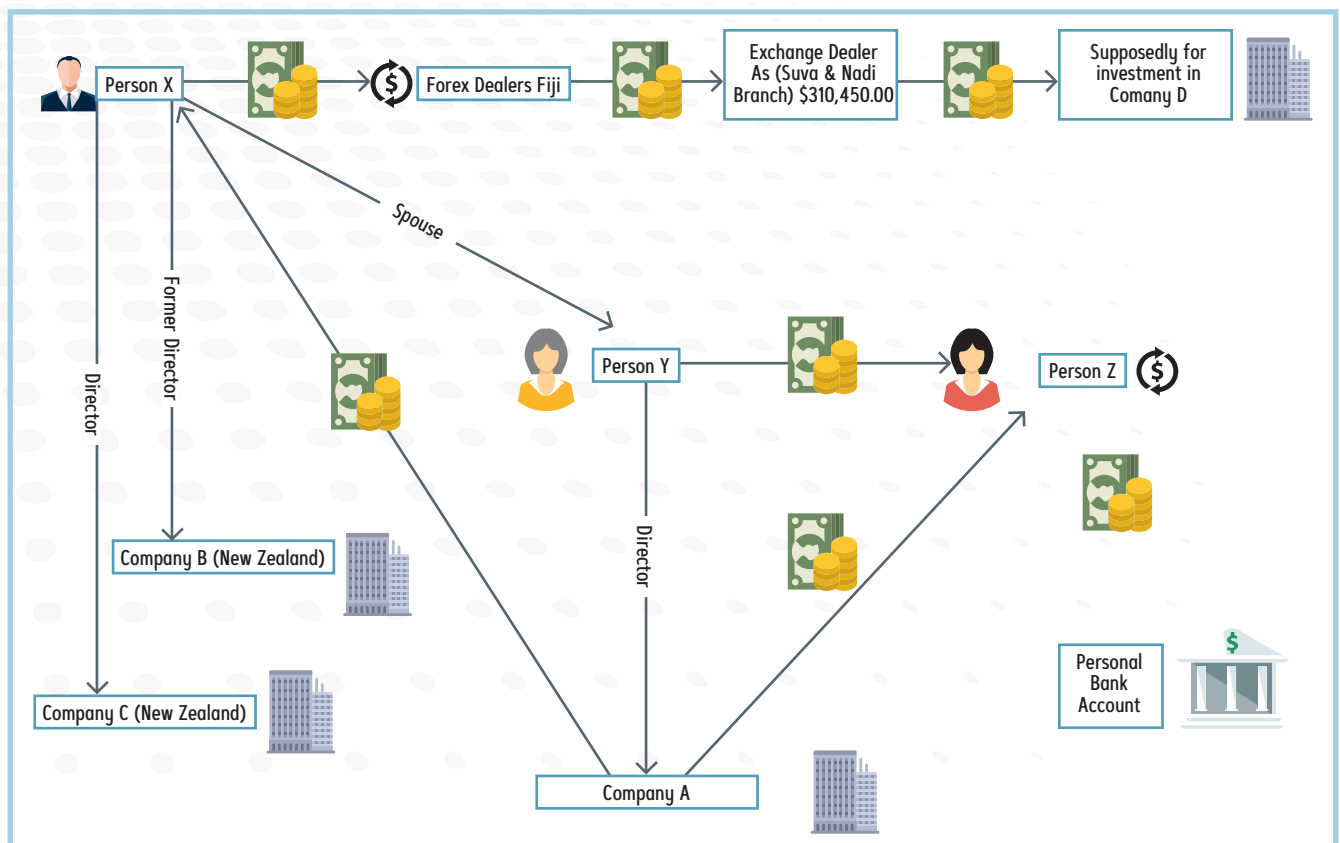 Person X
$
Forex Dealers Fiji
Exchange Dealer
As (Suva & Nadi
Branch) $310,450.00
Supposedly for
investment in
Comany D
Spouse
Director
Former Director
Person Y
Person Z
$
Director
Company B (New Zealand)
Company C (New Zealand)
Personal
Bank
Account
$
Company A